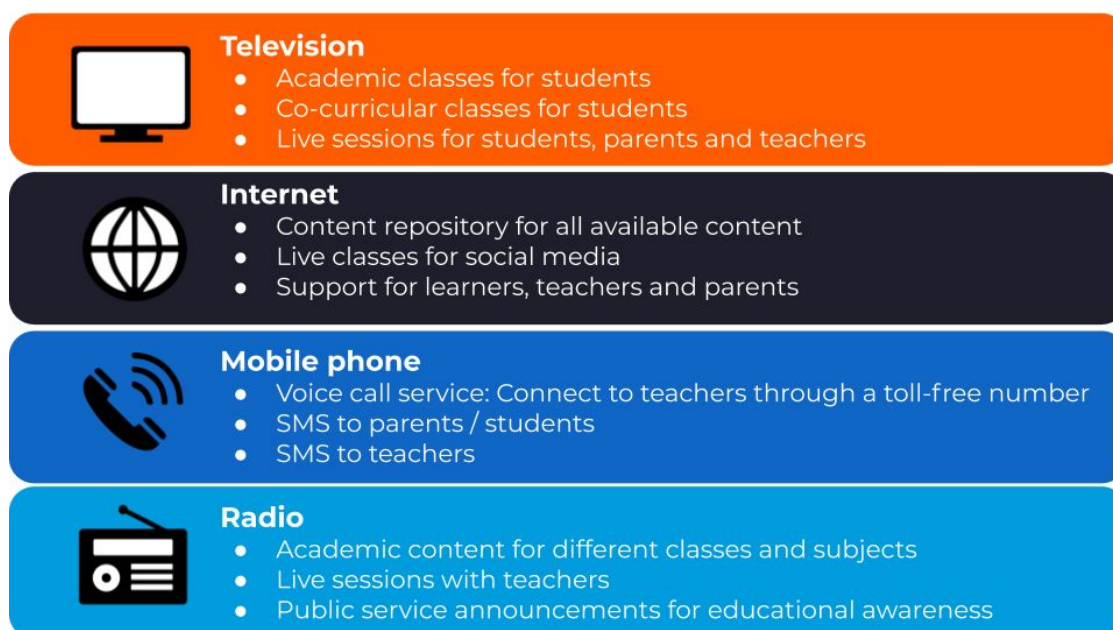 Television
● Academic classes for students
● Co-curricular classes for students
● Live sessions for students, parents and teachers
Internet
● Content repository for all available content
● Live classes for social media
● Support for learners, teachers and parents
Mobile phone
● Voice call service: Connect to teachers through a toll-free number
● SMS to parents / students
● SMS to teachers
Radio
● Academic content for different classes and subjects
● Live sessions with teachers
● Public service announcements for educational awareness